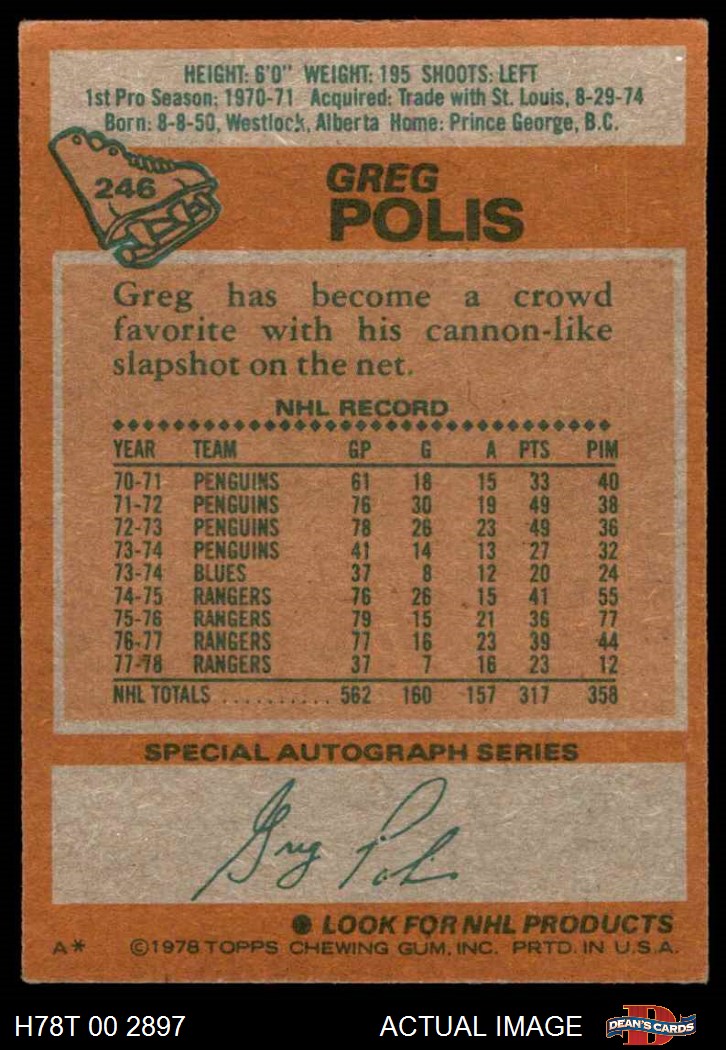 HEIGHT: 6'0" WEIGHT: 195 SHOOTS: LEFT
1st Pro Season: 1970-71 Acquired: Trade with St. Louis, 8-29-74
Born: 8-8-50, Westlock, Alberta Home: Prince George, B.C.
246
GREG
POLIS
Greg has become a crowd
favorite with his cannon-like
slapshot on the net.
NHL RECORD
YEAR TEAM GP G A PTS PIM
70-71 PENGUINS 61 18 15 33 40
71-72 PENGUINS 76 30 19 49 38
72-73 PENGUINS 78 26 23 49 36
73-74 PENGUINS 41 14 13 27 32
73-74 BLUES 37 8 12 20 24
74-75 RANGERS 76 26 15 41 55
75-76 RANGERS 79 15 21 36 77
76-77 RANGERS 77 16 23 39 44
77-78 RANGERS 37 7 16 23 12
NHL TOTALS .......... 562 160 157 317 358
SPECIAL AUTOGRAPH SERIES
Greg Polis
● LOOK FOR NHL PRODUCTS
A* ©1978 TOPPS CHEWING GUM, INC. PRTD. IN U.S.A.
H78T 00 2897 ACTUAL IMAGE D DEAN'S CARDS